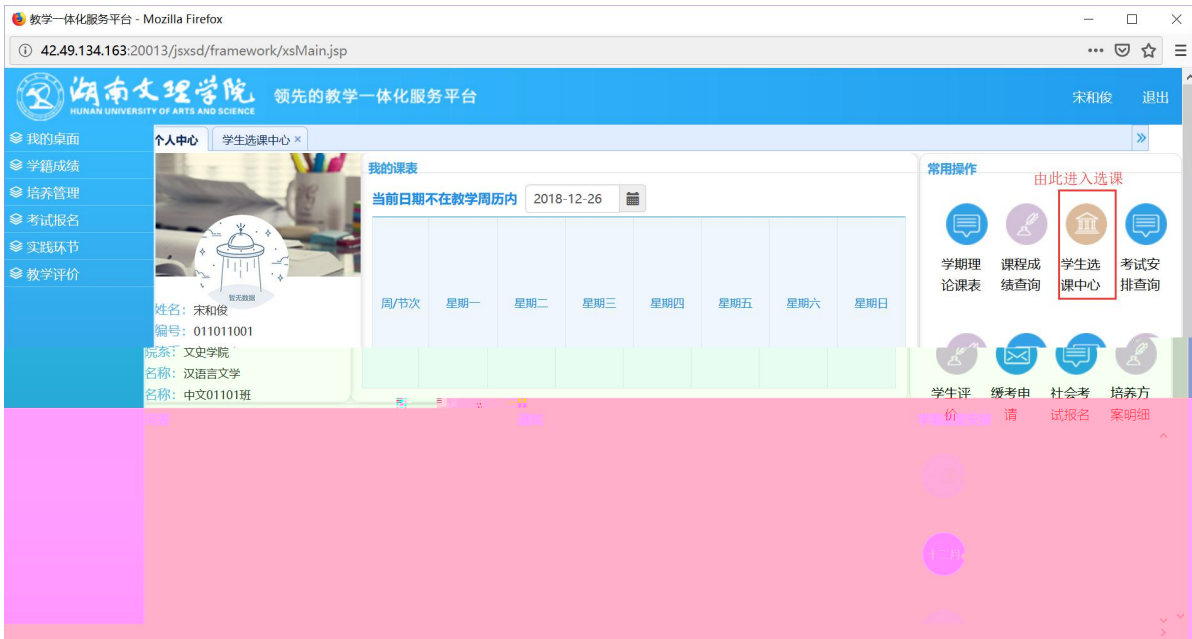 教学一体化服务平台 - Mozilla Firefox
42.49.134.163:20013/jsxsd/framework/xsMain.jsp
湖南文理学院
HUNAN UNIVERSITY OF ARTS AND SCIENCE
领先的教学一体化服务平台
宋和俊 退出
我的桌面
学籍成绩
培养管理
考试报名
实践环节
教学评价
个人中心 学生选课中心 ×
暂无数据
姓名：宋和俊
编号：011011001
院系：文史学院
名称：汉语言文学
名称：中文01101班
我的课表
当前日期不在教学周历内 2018-12-26
周/节次 星期一 星期二 星期三 星期四 星期五 星期六 星期日
常用操作
由此进入选课
学期理论课表
课程成绩查询
学生选课中心
考试安排查询
学生评价
缓考申请
社会考试报名
培养方案明细
十二月